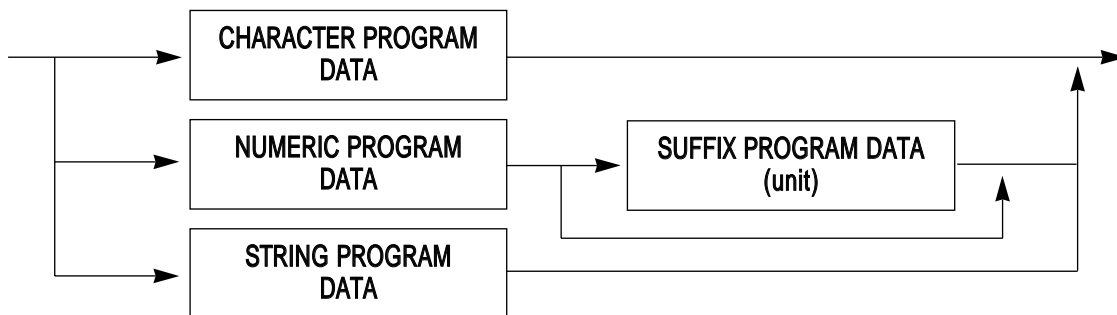 CHARACTER PROGRAM
DATA
NUMERIC PROGRAM
DATA
SUFFIX PROGRAM DATA
(unit)
STRING PROGRAM
DATA